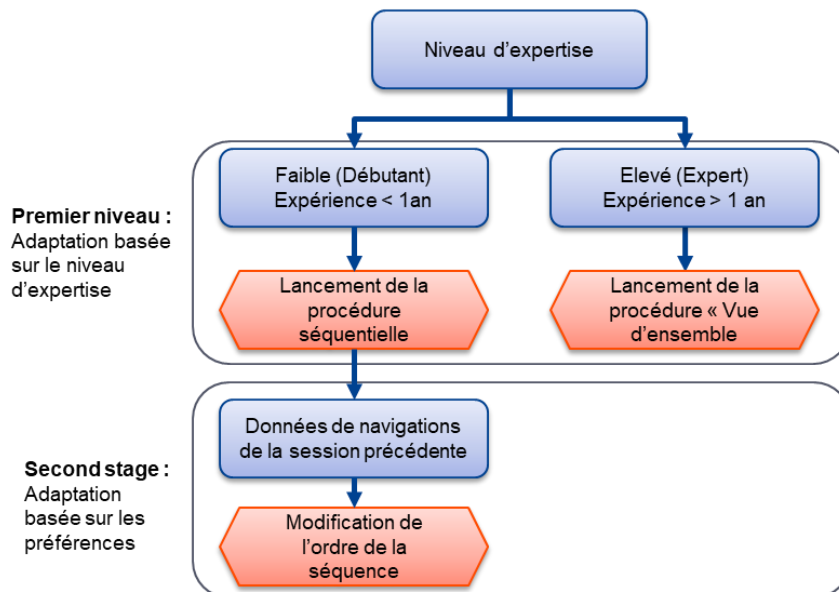 Niveau d’expertise
Faible (Débutant)
Expérience < 1an
Elevé (Expert)
Expérience > 1 an
Premier niveau :
Adaptation basée
sur le niveau
d’expertise
Lancement de la
procédure
séquentielle
Lancement de la
procédure « Vue
d’ensemble
Données de navigations
de la session précédente
Second stage :
Adaptation
basée sur les
préférences
Modification de
l’ordre de la
séquence